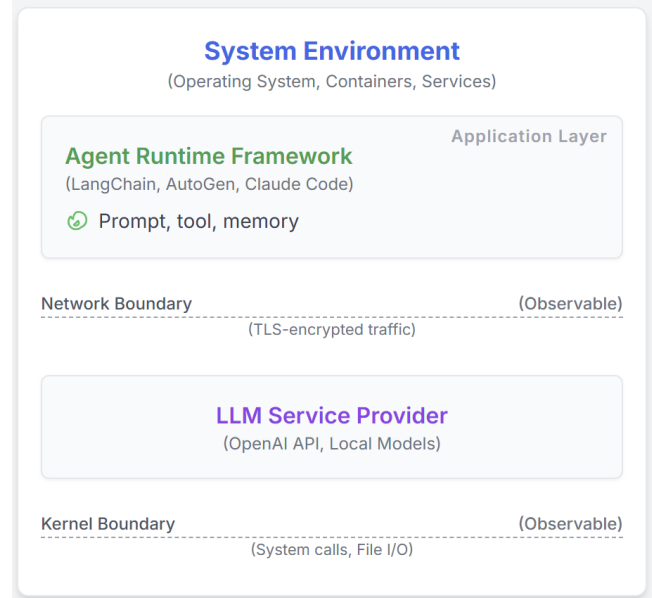 System Environment
(Operating System, Containers, Services)
Application Layer
Agent Runtime Framework
(LangChain, AutoGen, Claude Code)
Prompt, tool, memory
Network Boundary (Observable)
(TLS-encrypted traffic)
LLM Service Provider
(OpenAI API, Local Models)
Kernel Boundary (Observable)
(System calls, File I/O)